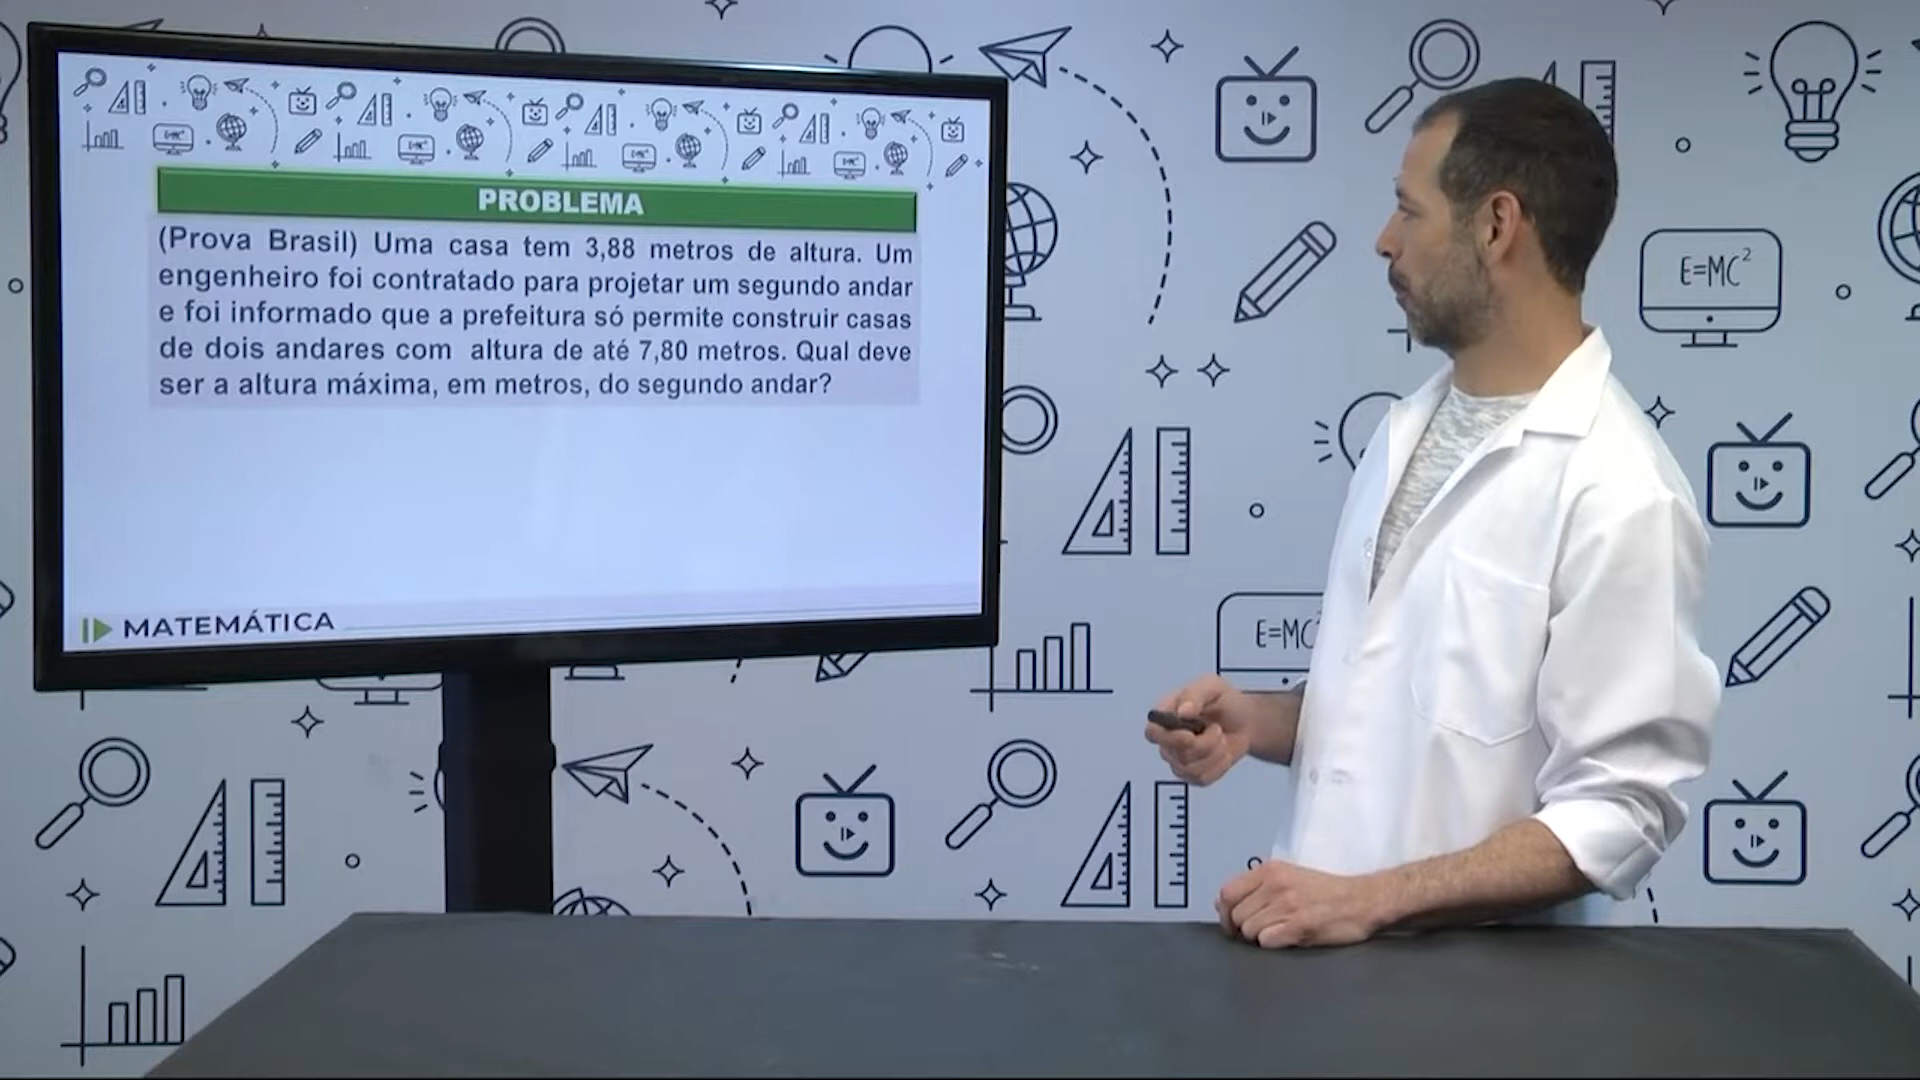 PROBLEMA
(Prova Brasil) Uma casa tem 3,88 metros de altura. Um
engenheiro foi contratado para projetar um segundo andar
e foi informado que a prefeitura só permite construir casas
de dois andares com altura de até 7,80 metros. Qual deve
ser a altura máxima, em metros, do segundo andar?
MATEMÁTICA
E=MC²
E=MC